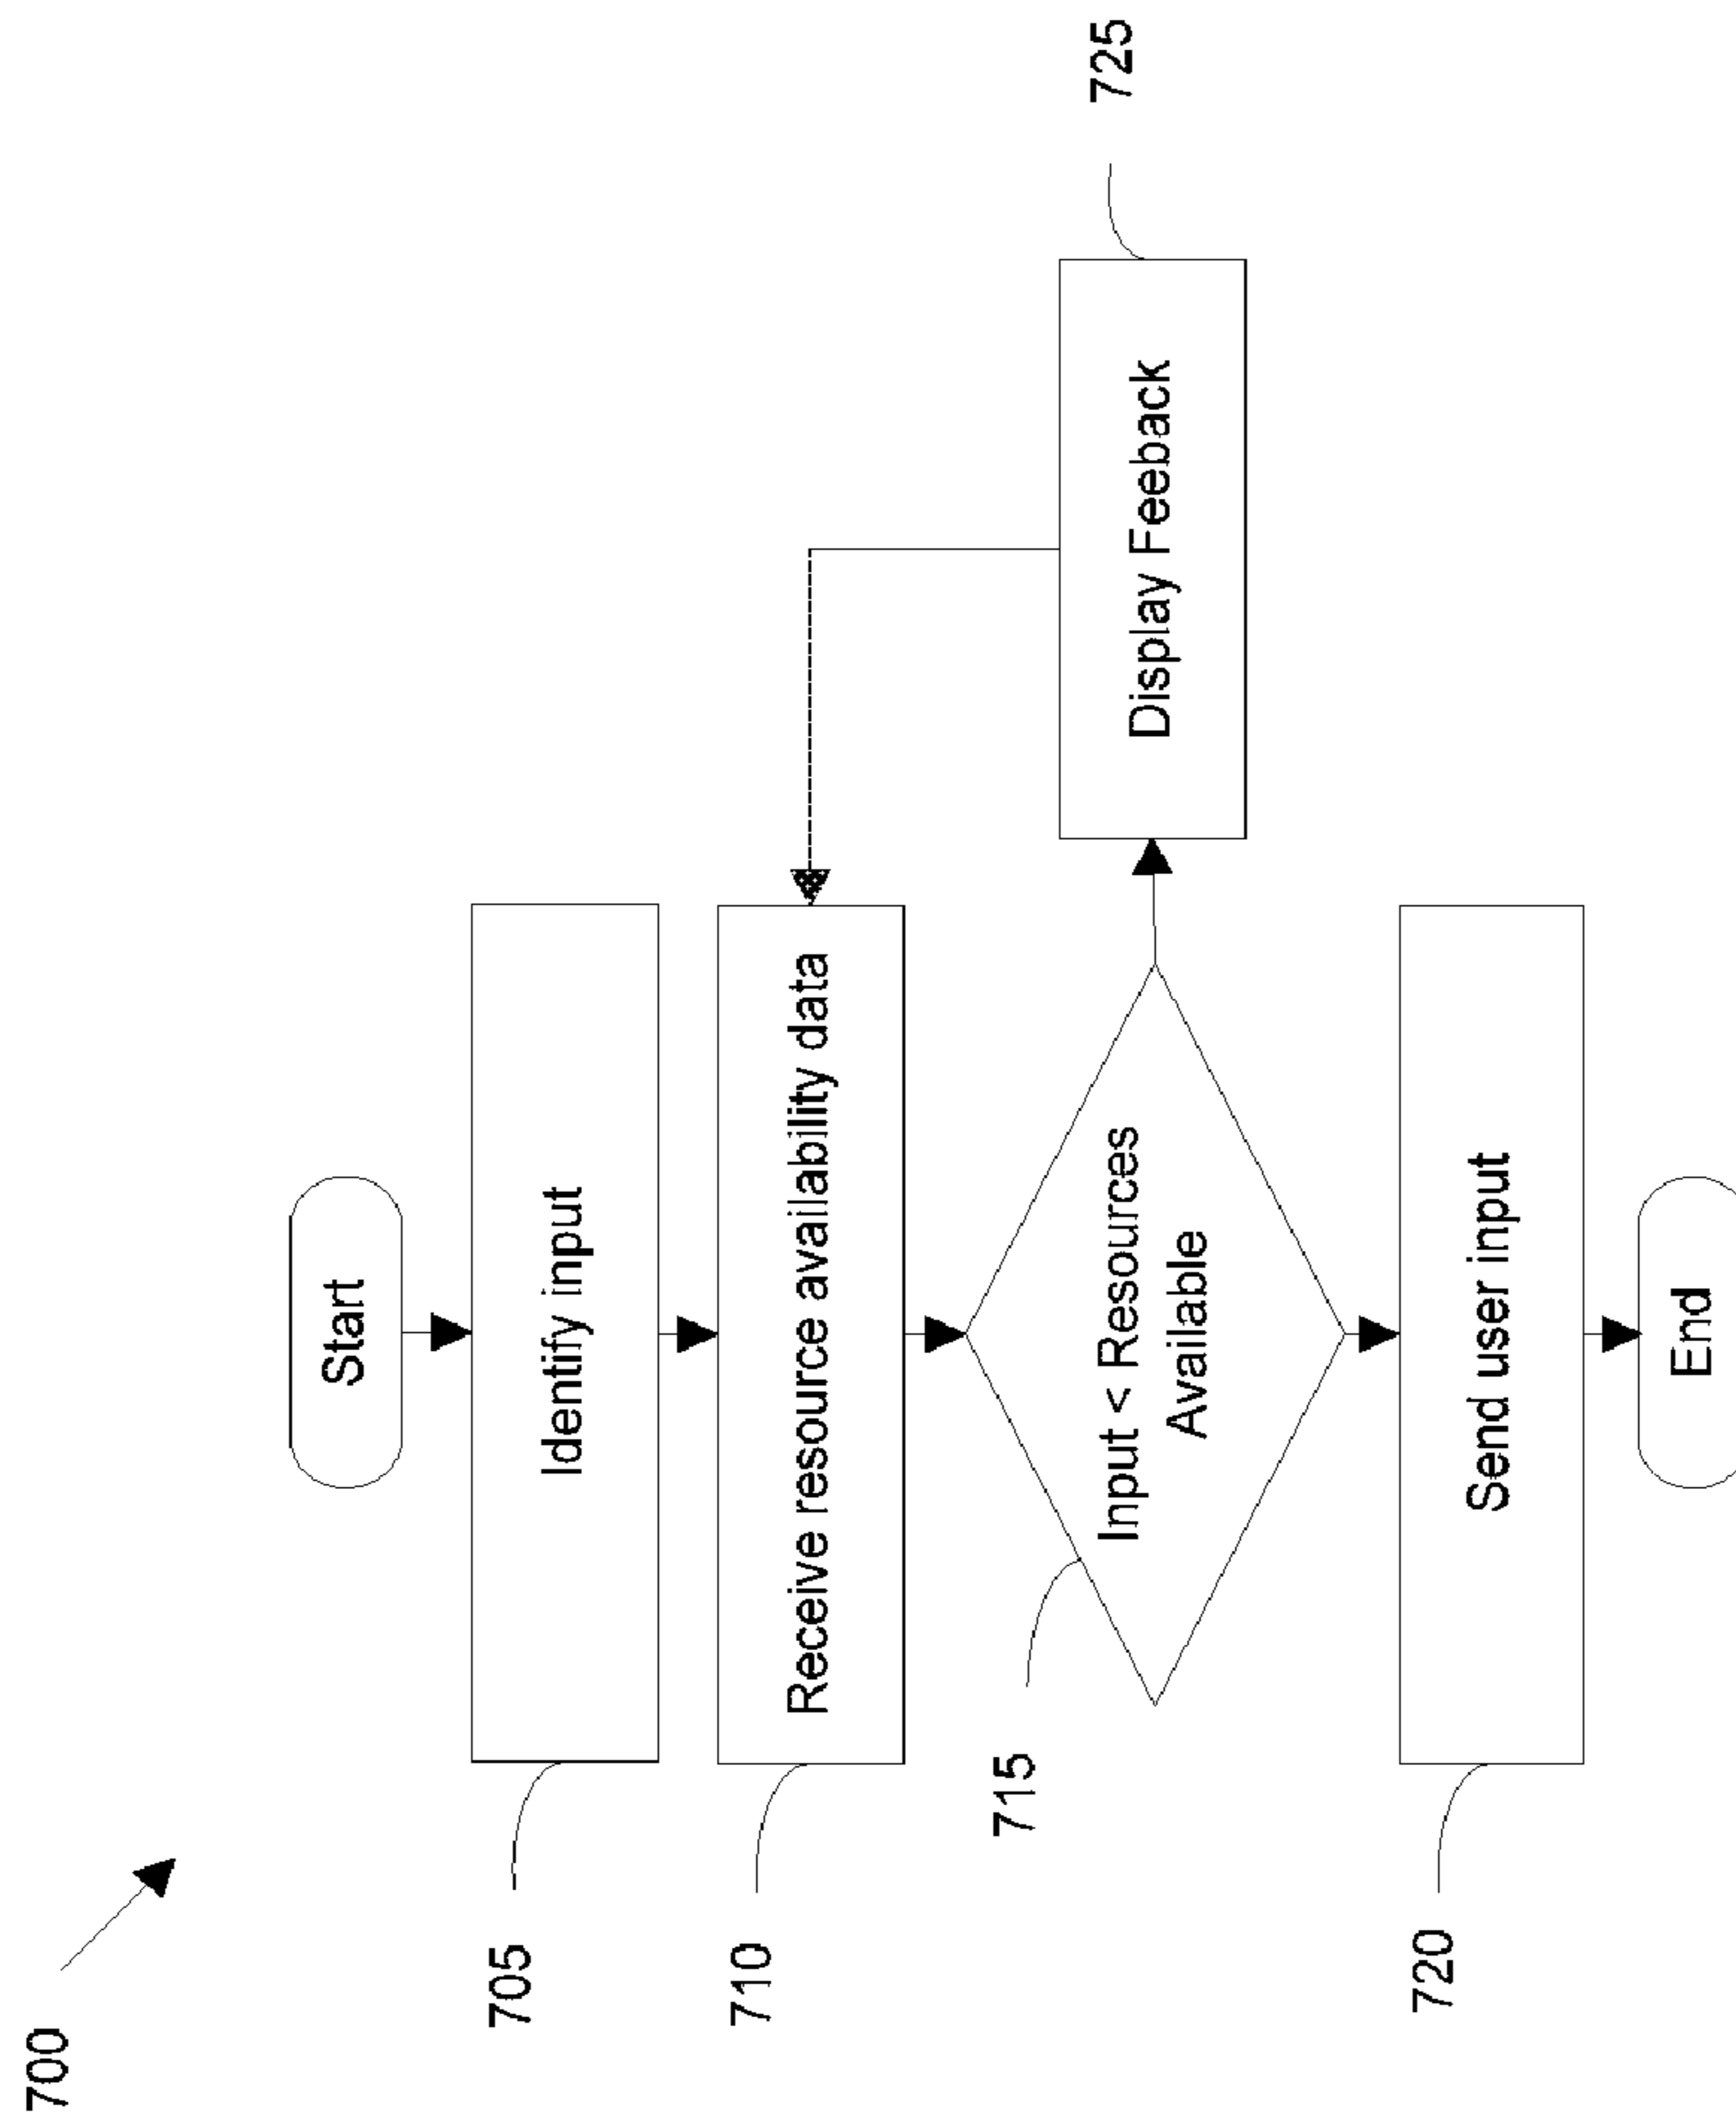 700
Start
705
Identify input
710
Receive resource availability data
715
Input < Resources
Available
725
Display Feeback
720
Send user input
End